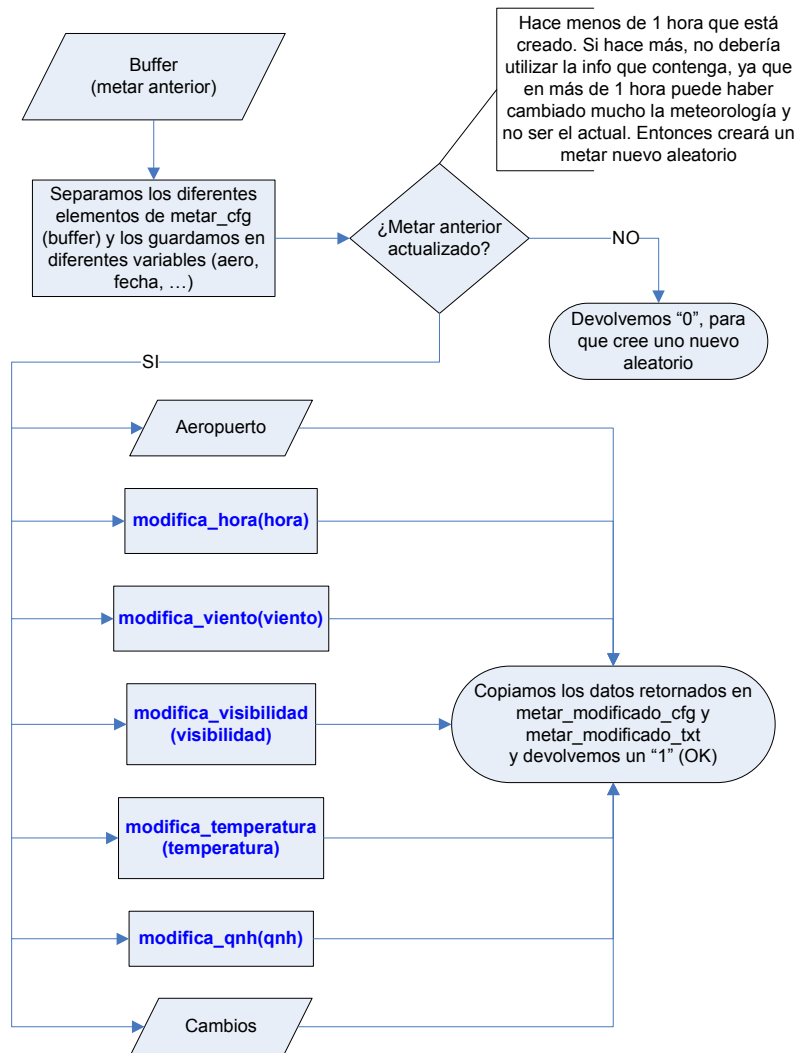 Buffer
(metar anterior)
Hace menos de 1 hora que está
creado. Si hace más, no debería
utilizar la info que contenga, ya que
en más de 1 hora puede haber
cambiado mucho la meteorología y
no ser el actual. Entonces creará un
metar nuevo aleatorio
Separamos los diferentes
elementos de metar_cfg
(buffer) y los guardamos en
diferentes variables (aero,
fecha, …)
¿Metar anterior
actualizado?
NO
Devolvemos “0”, para
que cree uno nuevo
aleatorio
SI
Aeropuerto
modifica_hora(hora)
modifica_viento(viento)
modifica_visibilidad
(visibilidad)
Copiamos los datos retornados en
metar_modificado_cfg y
metar_modificado_txt
y devolvemos un “1” (OK)
modifica_temperatura
(temperatura)
modifica_qnh(qnh)
Cambios